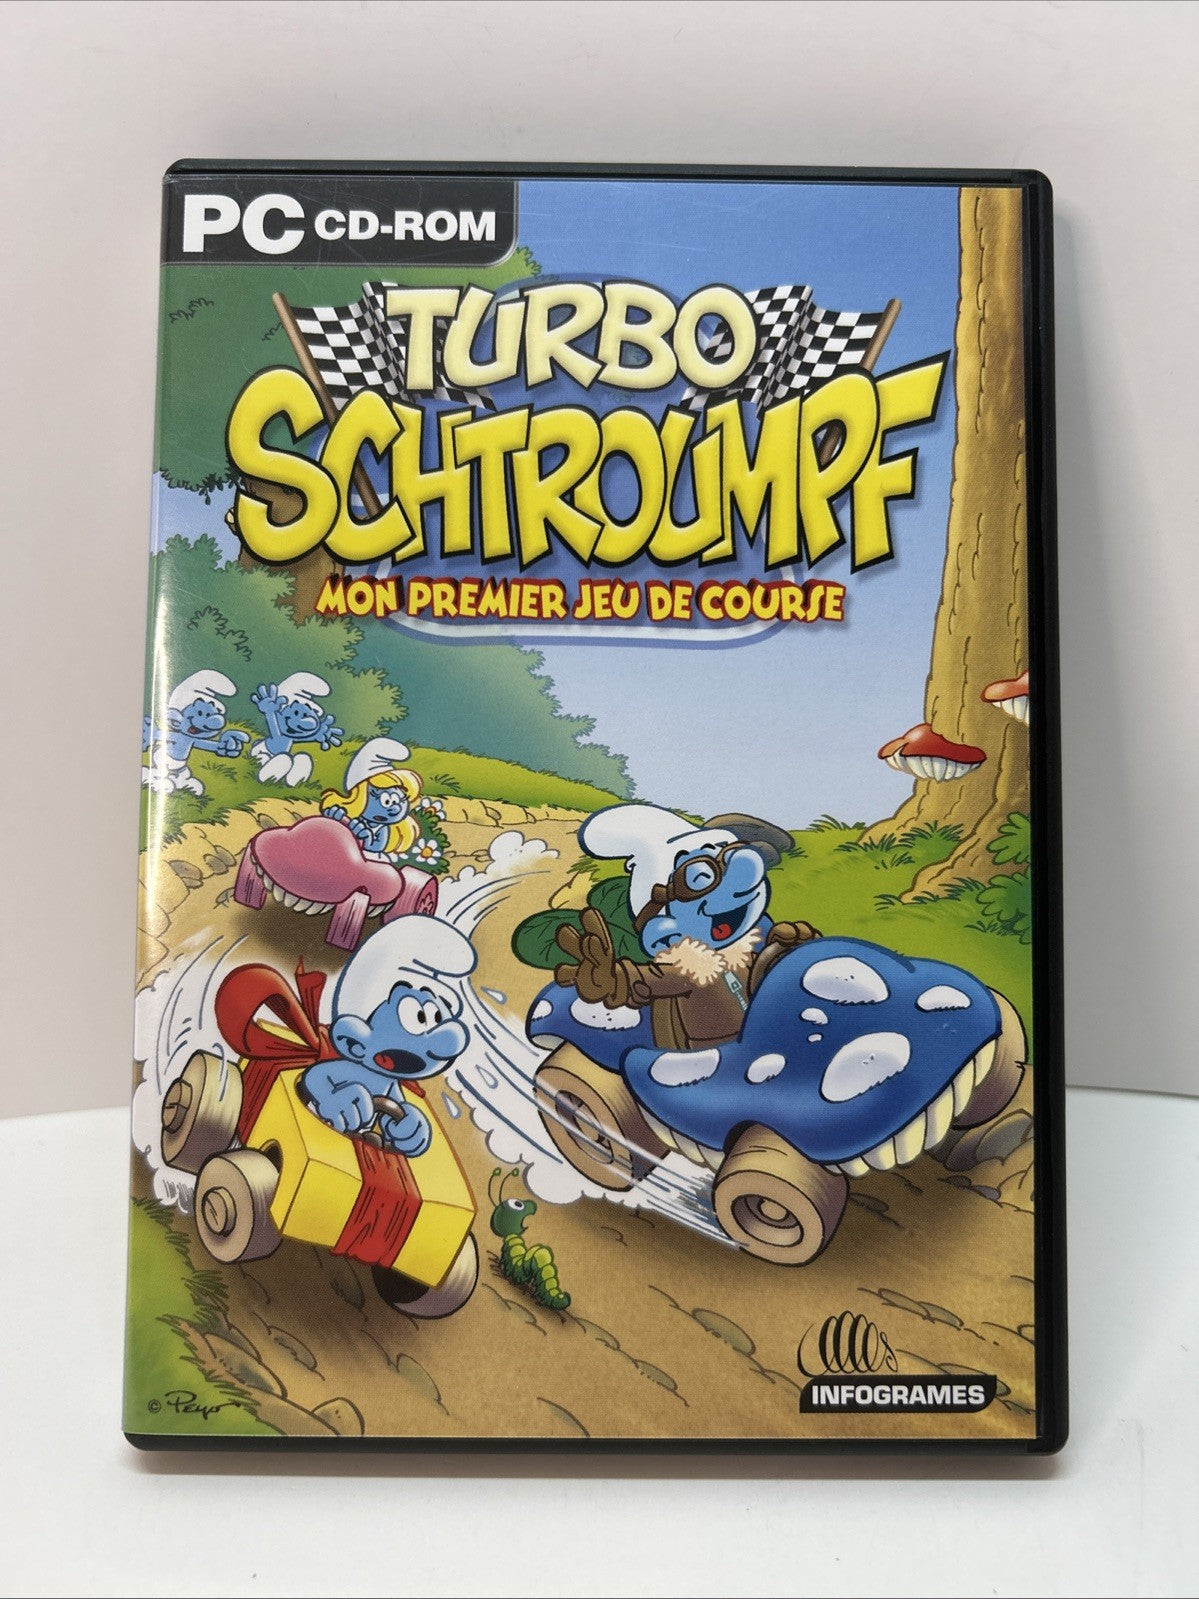 PC CD-ROM
TURBO
SCHTROUMPF
MON PREMIER JEU DE COURSE
© Peyo
INFOGRAMES